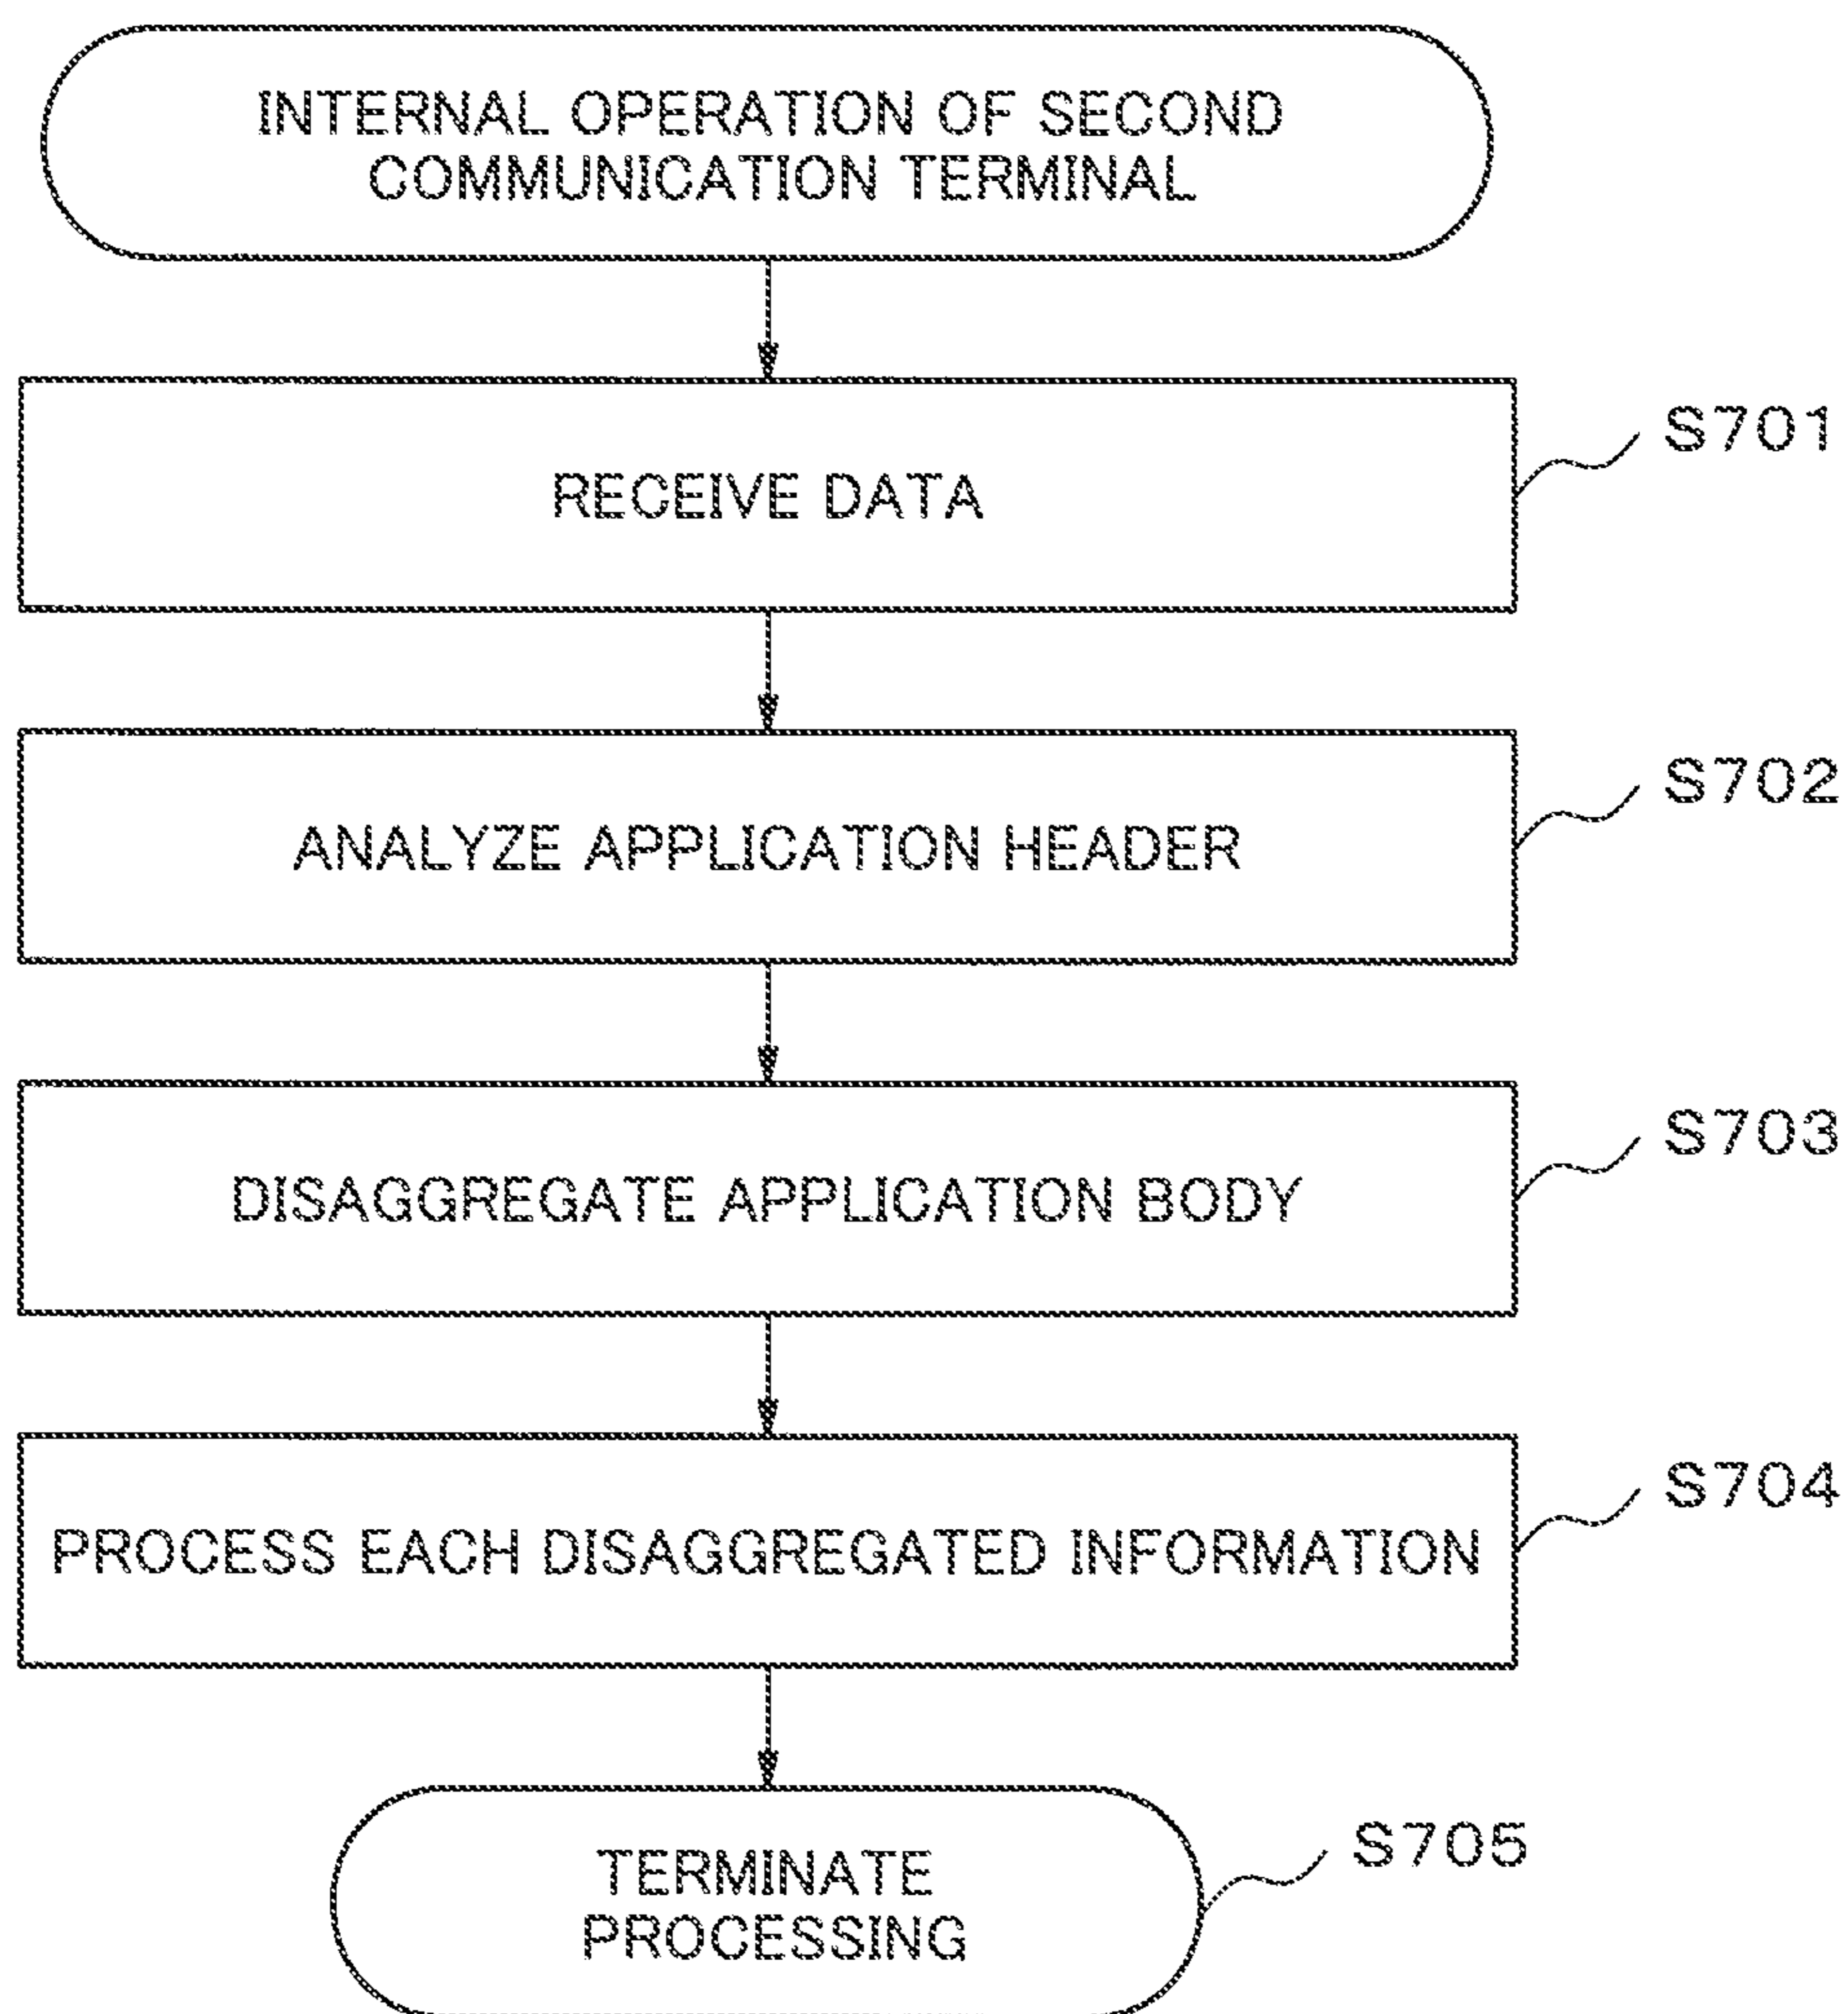 INTERNAL OPERATION OF SECOND
COMMUNICATION TERMINAL
RECEIVE DATA
S701
ANALYZE APPLICATION HEADER
S702
DISAGGREGATE APPLICATION BODY
S703
PROCESS EACH DISAGGREGATED INFORMATION
S704
TERMINATE
PROCESSING
S705